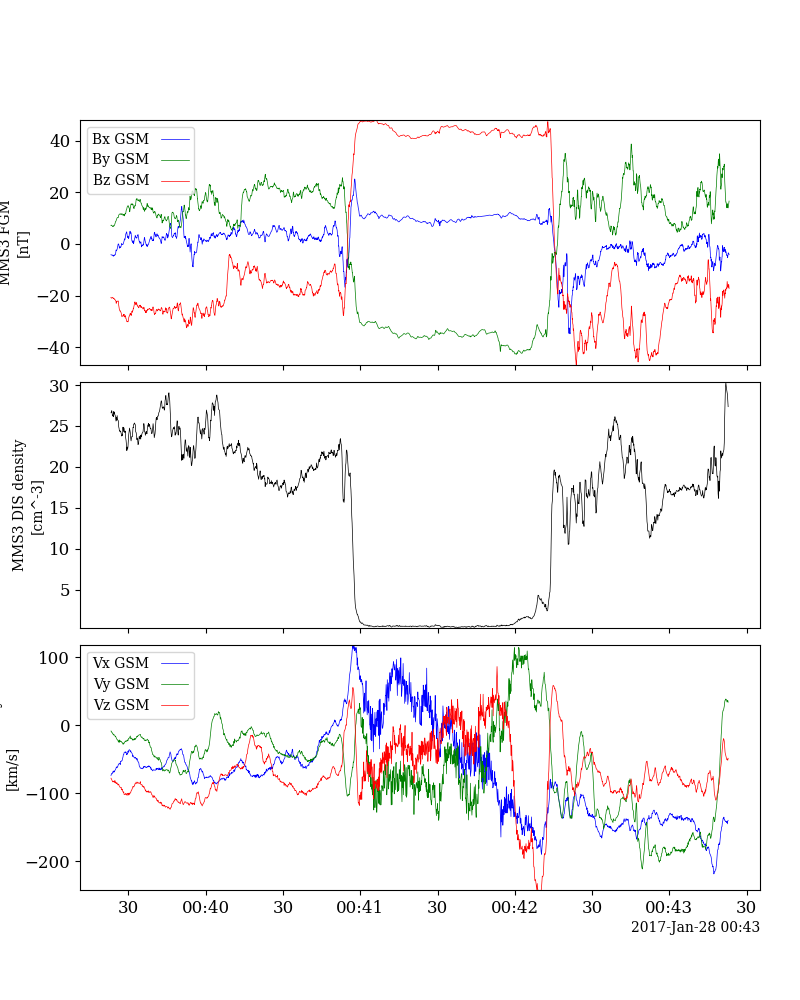 40
20
0
−20
−40
MMS3 FGM
[nT]
Bx GSM
By GSM
Bz GSM
30
25
20
15
10
5
MMS3 DIS density
[cm^-3]
100
0
−100
−200
[km/s]
Vx GSM
Vy GSM
Vz GSM
30
00:40
30
00:41
30
00:42
30
00:43
30
2017-Jan-28 00:43